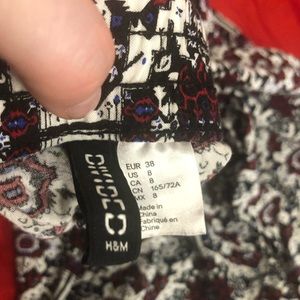 DIVIDED
H&M
EUR 38
US 8
CA 8
CN 165/72A
MX 8
Made in
China
Fabriqué en
Chine